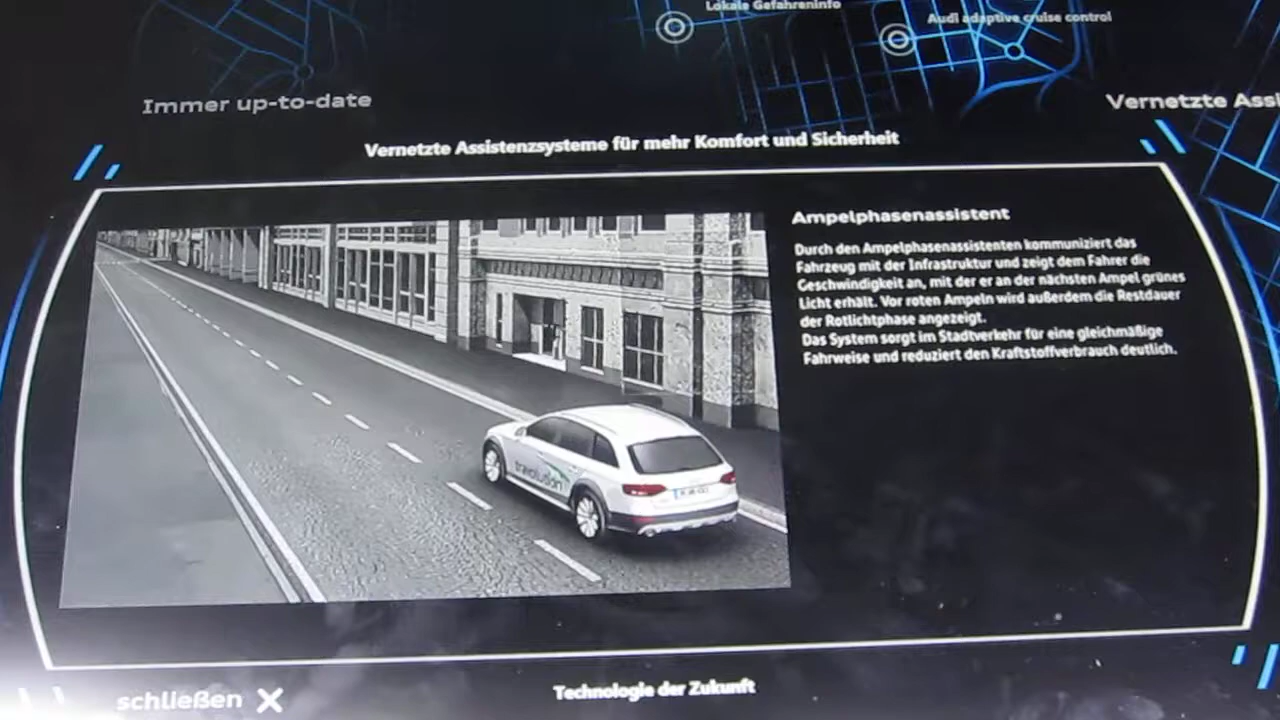 Lokale Gefahreninfo
Audi adaptive cruise control
Immer up-to-date
Vernetzte Assi
Vernetzte Assistenzsysteme für mehr Komfort und Sicherheit
Ampelphasenassistent
Durch den Ampelphasenassistenten kommuniziert das
Fahrzeug mit der Infrastruktur und zeigt dem Fahrer die
Geschwindigkeit an, mit der er an der nächsten Ampel grünes
Licht erhält. Vor roten Ampeln wird außerdem die Restdauer
der Rotlichtphase angezeigt.
Das System sorgt im Stadtverkehr für eine gleichmäßige
Fahrweise und reduziert den Kraftstoffverbrauch deutlich.
travolution
schließen
Technologie der Zukunft